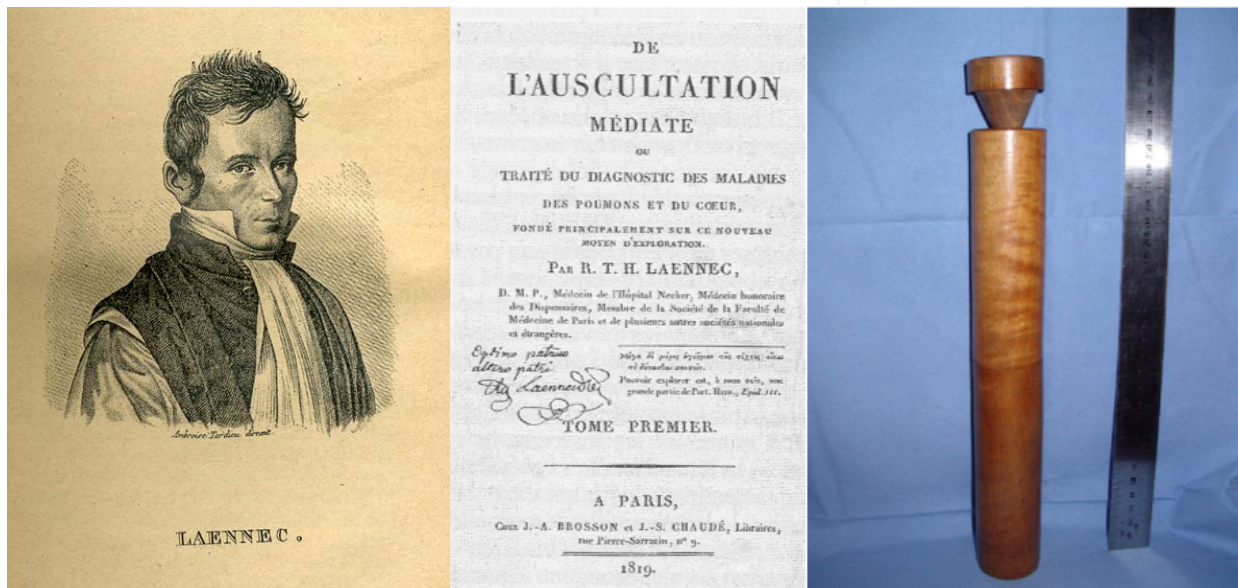 Ambroise Tardieu direxit.
LAENNEC.
DE
L'AUSCULTATION
MÉDIATE
OU
TRAITÉ DU DIAGNOSTIC DES MALADIES
DES POUMONS ET DU CŒUR,
FONDÉ PRINCIPALEMENT SUR CE NOUVEAU
MOYEN D'EXPLORATION.
PAR R. T. H. LAENNEC,
D. M. P., Médecin de l'Hôpital Necker, Médecin honoraire
des Dispensaires, Membre de la Société de la Faculté de
Médecine de Paris et de plusieurs autres sociétés nationales
et étrangères.
Optimo patruo
altero patri
Laennec
Pouvoir explorer est, à mon avis, une
grande partie de l'art. HIPP., Epid. III.
TOME PREMIER.
A PARIS,
CHEZ J.-A. BROSSON et J.-S. CHAUDÉ, Libraires,
rue Pierre-Sarrazin, nº 9.
1819.